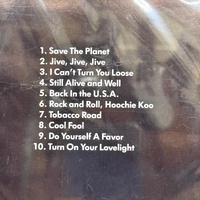 1. Save The Planet
2. Jive, Jive, Jive
3. I Can't Turn You Loose
4. Still Alive and Well
5. Back In the U.S.A.
6. Rock and Roll, Hoochie Koo
7. Tobacco Road
8. Cool Fool
9. Do Yourself A Favor
10. Turn On Your Lovelight